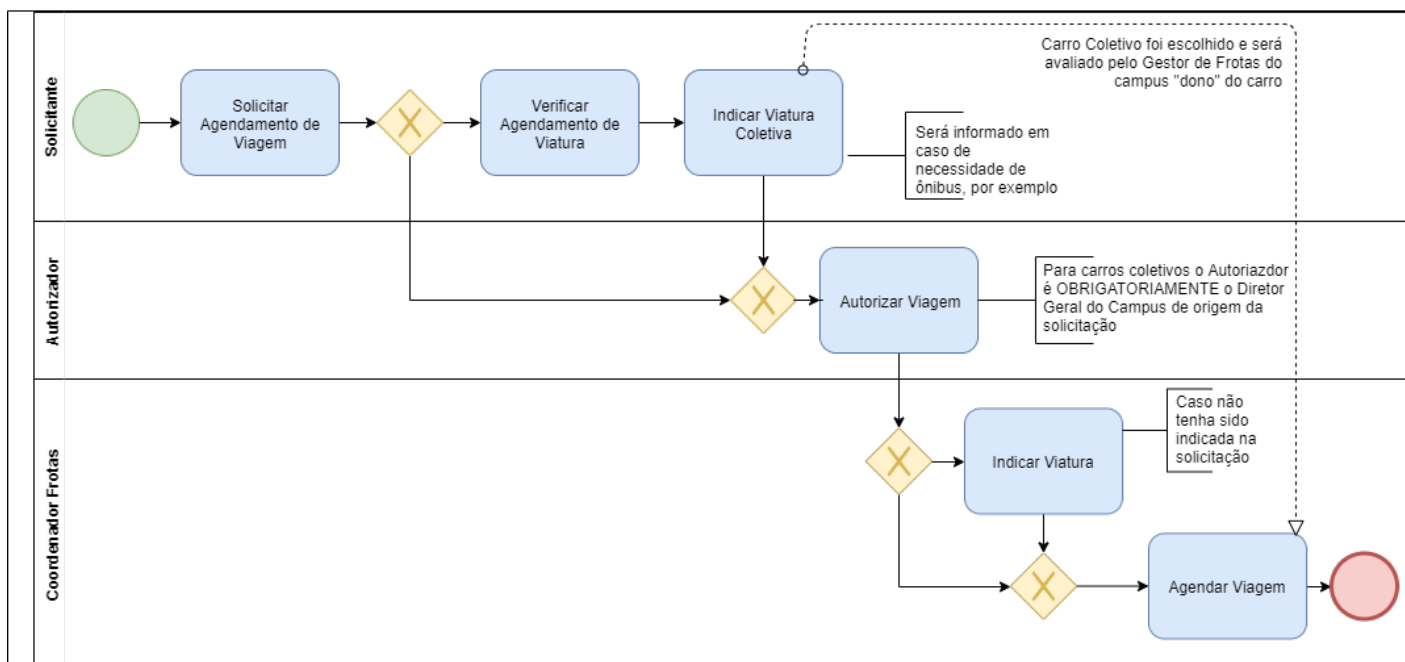 Solicitante
Solicitar
Agendamento de
Viagem
Verificar
Agendamento de
Viatura
Indicar Viatura
Coletiva
Carro Coletivo foi escolhido e será
avaliado pelo Gestor de Frotas do
campus "dono" do carro
Será informado em
caso de
necessidade de
ônibus, por exemplo
Autorizador
Autorizar Viagem
Para carros coletivos o Autoriazdor
é OBRIGATORIAMENTE o Diretor
Geral do Campus de origem da
solicitação
Coordenador Frotas
Indicar Viatura
Caso não
tenha sido
indicada na
solicitação
Agendar Viagem